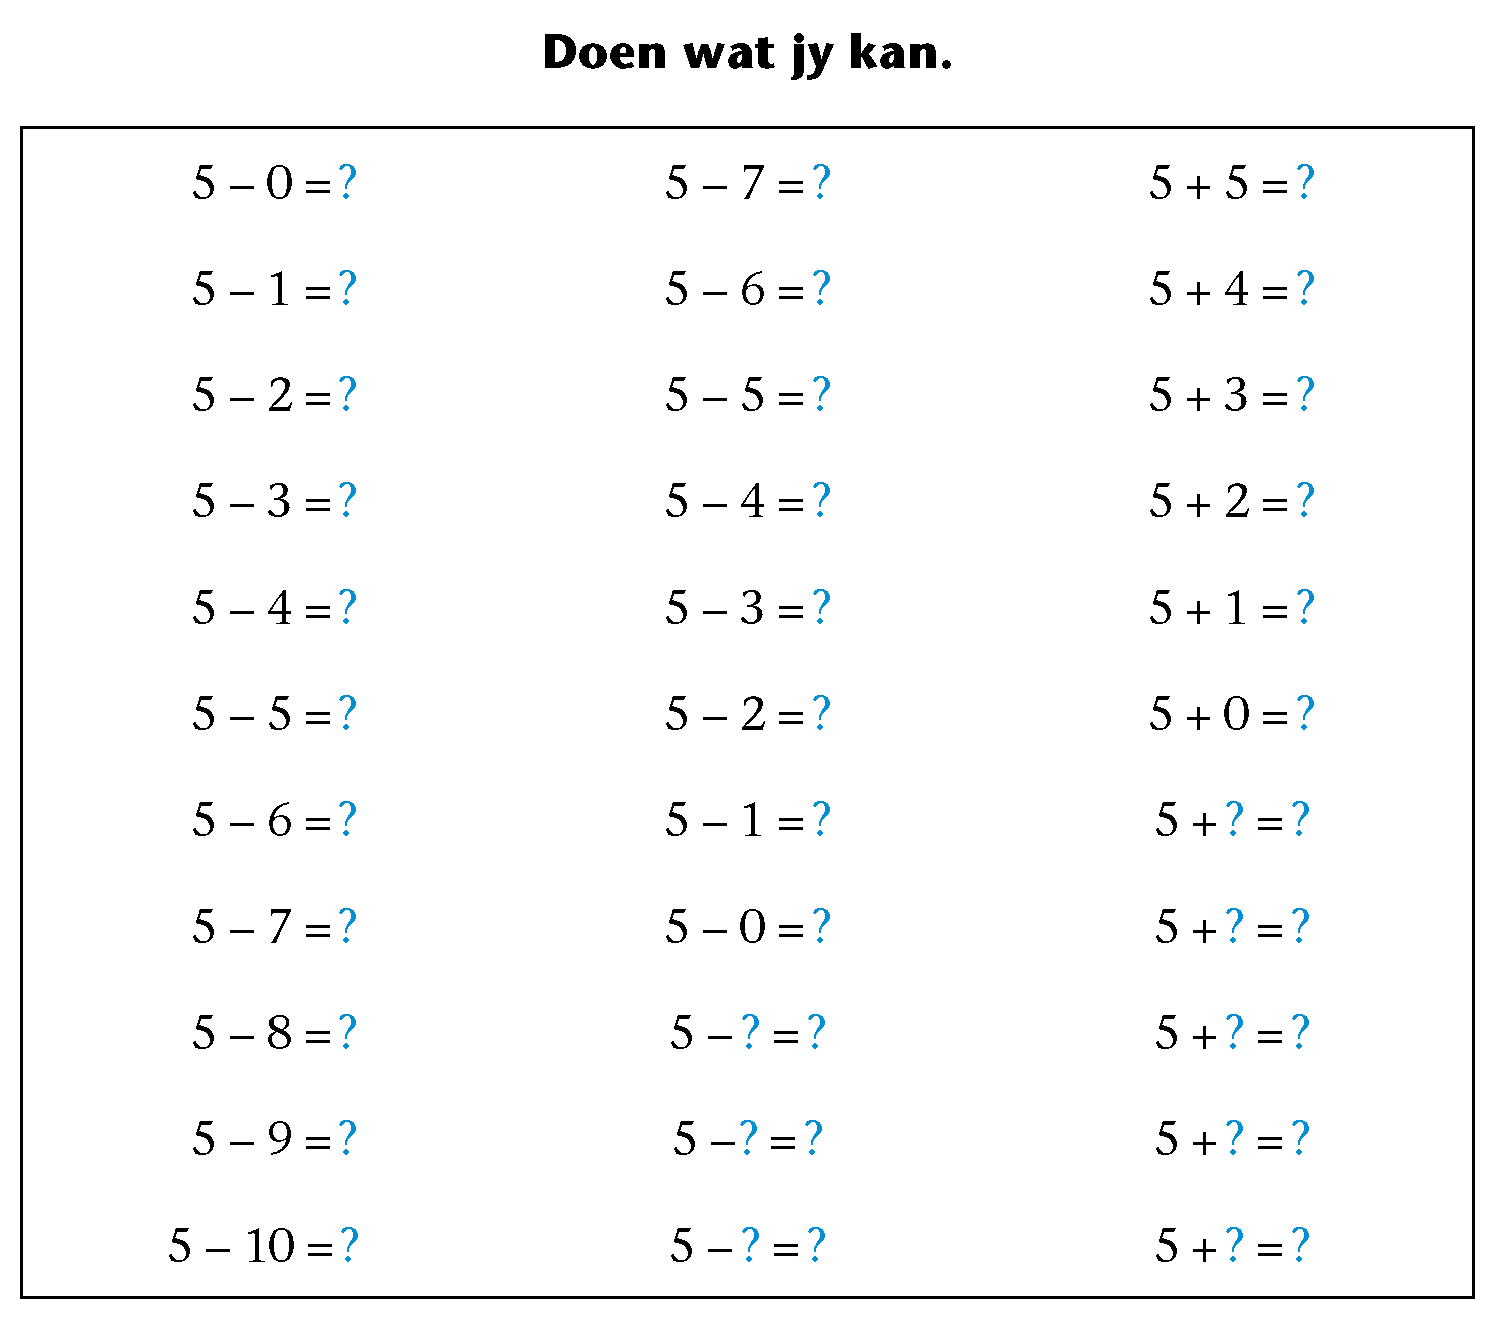 Doen wat jy kan.
5 – 0 = ? 5 – 7 = ? 5 + 5 = ?
5 – 1 = ? 5 – 6 = ? 5 + 4 = ?
5 – 2 = ? 5 – 5 = ? 5 + 3 = ?
5 – 3 = ? 5 – 4 = ? 5 + 2 = ?
5 – 4 = ? 5 – 3 = ? 5 + 1 = ?
5 – 5 = ? 5 – 2 = ? 5 + 0 = ?
5 – 6 = ? 5 – 1 = ? 5 + ? = ?
5 – 7 = ? 5 – 0 = ? 5 + ? = ?
5 – 8 = ? 5 – ? = ? 5 + ? = ?
5 – 9 = ? 5 – ? = ? 5 + ? = ?
5 – 10 = ? 5 – ? = ? 5 + ? = ?